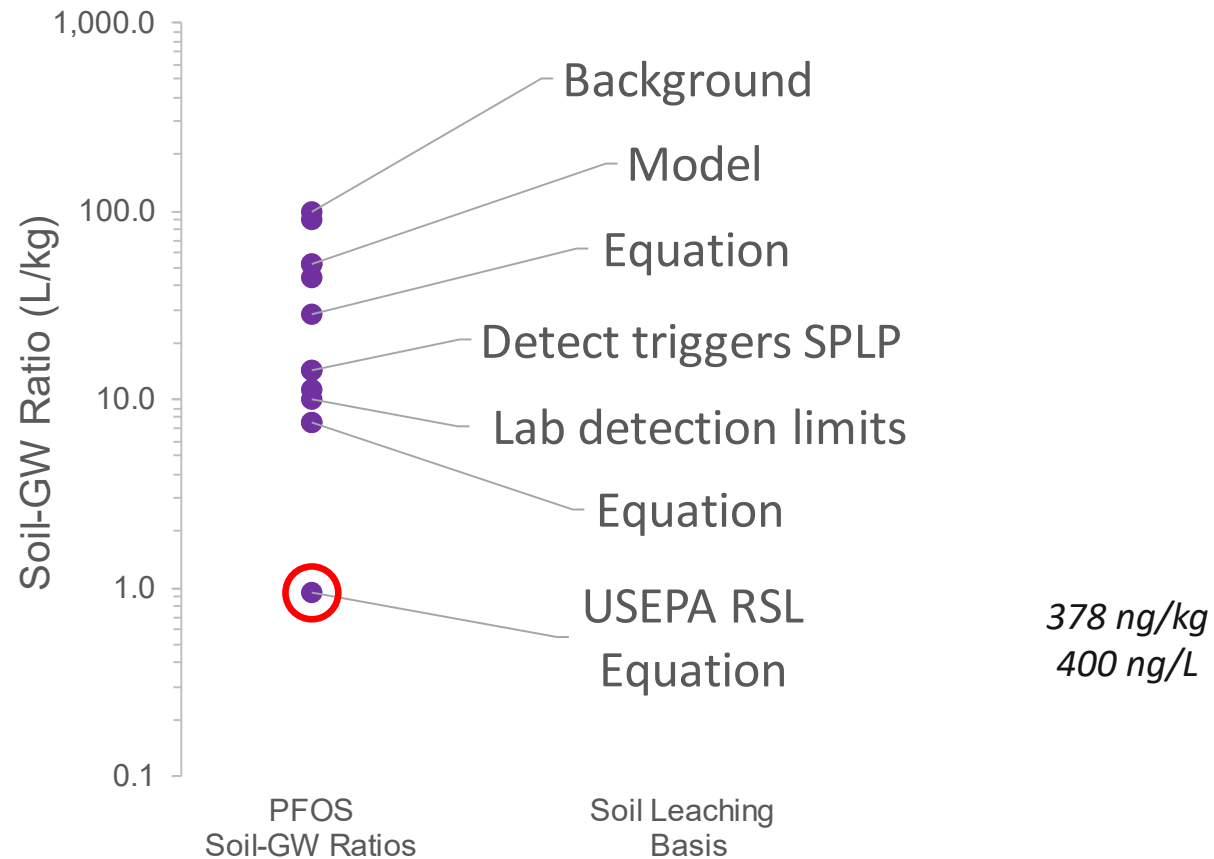 1,000.0
Background
Model
100.0
Equation
Detect triggers SPLP
10.0
Lab detection limits
Equation
1.0
USEPA RSL
Equation
378 ng/kg
400 ng/L
0.1
Soil-GW Ratio (L/kg)
PFOS
Soil-GW Ratios
Soil Leaching
Basis